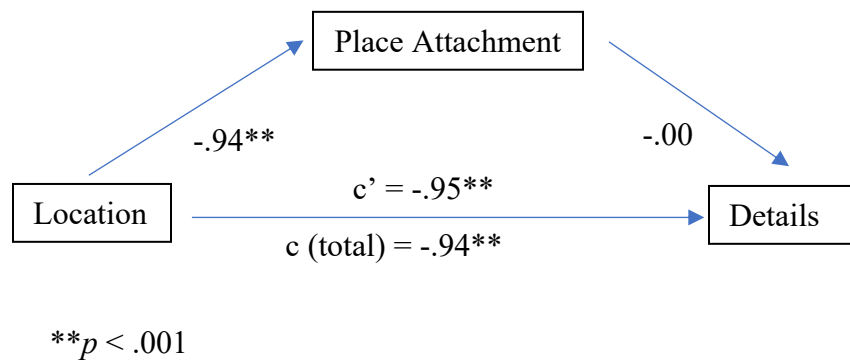 Place Attachment
-.94**
-.00
c’ = -.95**
Location
Details
c (total) = -.94**
**p < .001